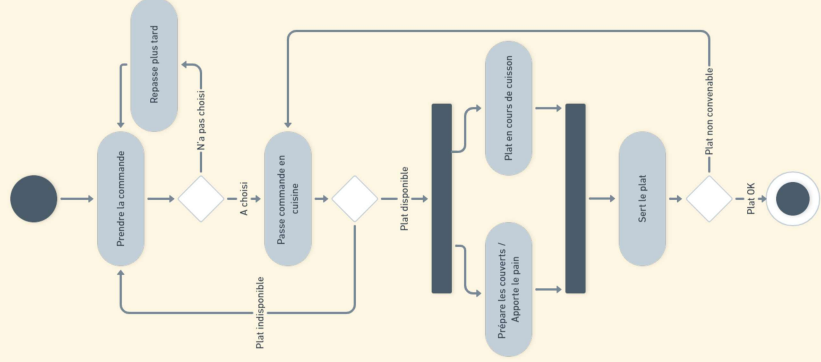 Prendre la commande
Repasse plus tard
N'a pas choisi
A choisi
Passe commande en
cuisine
Plat indisponible
Plat disponible
Plat en cours de cuisson
Prépare les couverts /
Apporte le pain
Sert le plat
Plat non convenable
Plat OK